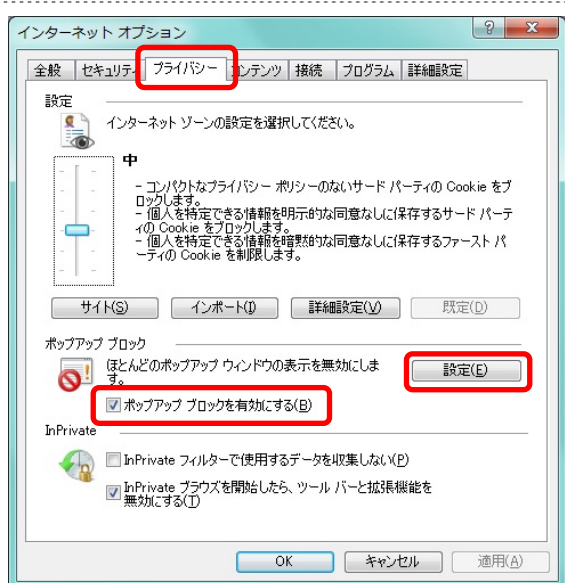 インターネット オプション
全般 セキュリティ プライバシー コンテンツ 接続 プログラム 詳細設定
設定
インターネット ゾーンの設定を選択してください。
中
- コンパクトなプライバシー ポリシーのないサード パーティの Cookie をブ
ロックします。
- 個人を特定できる情報を明示的な同意なしに保存するサード パーテ
ィの Cookie をブロックします。
- 個人を特定できる情報を暗黙的な同意なしに保存するファースト パ
ーティの Cookie を制限します。
サイト(S) インポート(I) 詳細設定(V) 既定(D)
ポップアップ ブロック
ほとんどのポップアップ ウィンドウの表示を無効にしま
す。
設定(E)
ポップアップ ブロックを有効にする(B)
InPrivate
InPrivate フィルターで使用するデータを収集しない(P)
InPrivate ブラウズを開始したら、ツール バーと拡張機能を
無効にする(T)
OK キャンセル 適用(A)